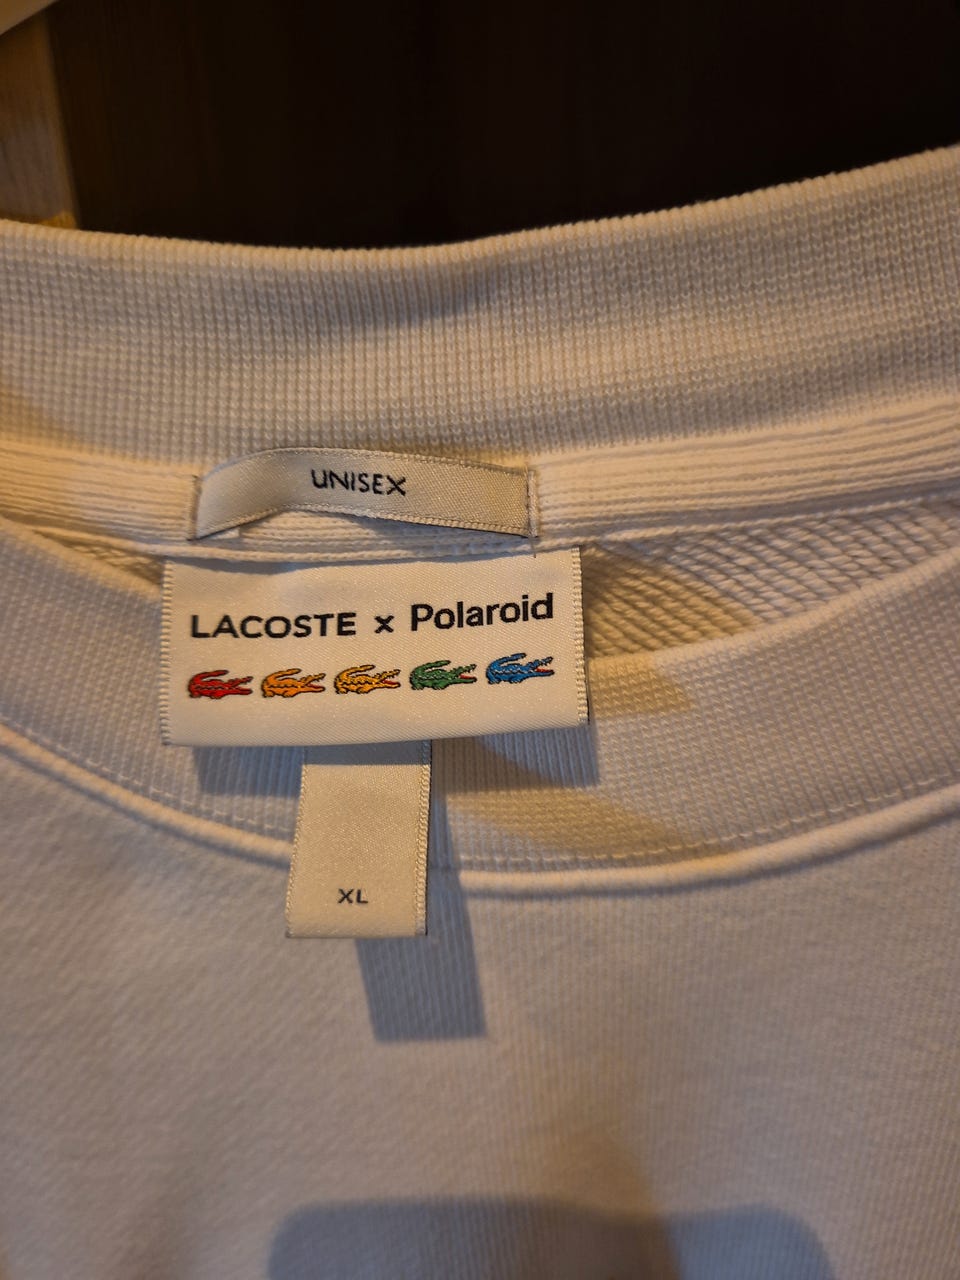 UNISEX
LACOSTE x Polaroid
XL